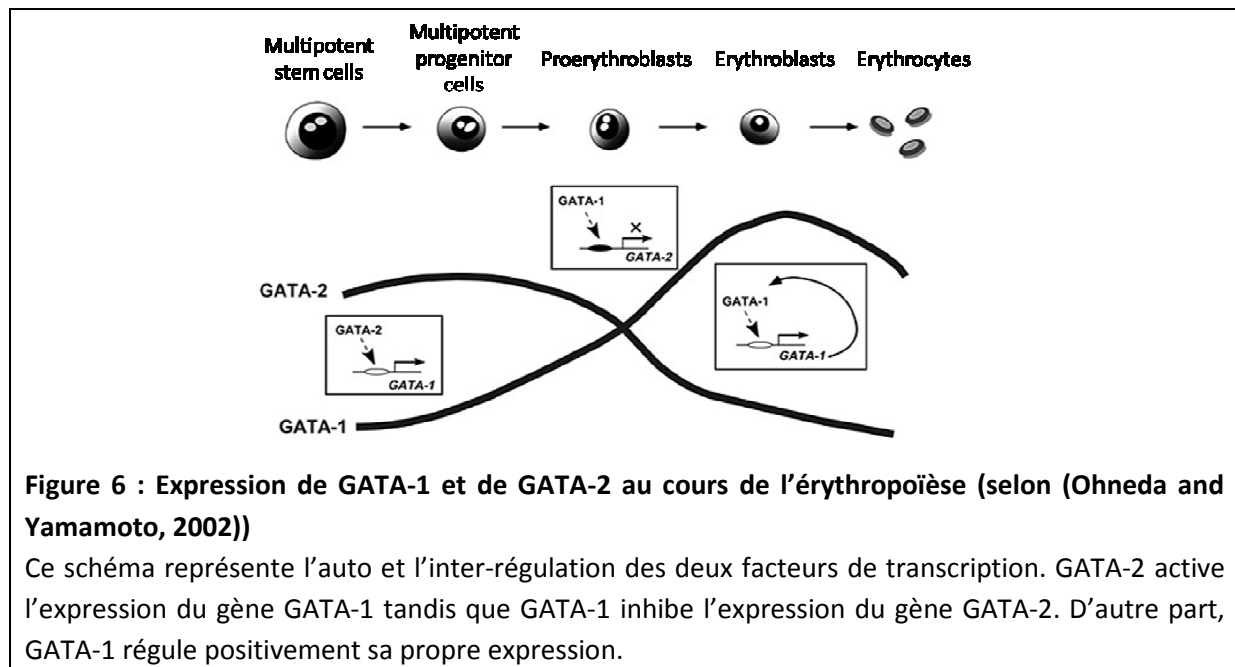 Multipotent stem cells
Multipotent progenitor cells
Proerythroblasts
Erythroblasts
Erythrocytes
GATA-1
×
GATA-2
GATA-2
GATA-2
GATA-1
GATA-1
GATA-1
GATA-1
Figure 6 : Expression de GATA-1 et de GATA-2 au cours de l’érythropoïèse (selon (Ohneda and
Yamamoto, 2002))
Ce schéma représente l’auto et l’inter-régulation des deux facteurs de transcription. GATA-2 active
l’expression du gène GATA-1 tandis que GATA-1 inhibe l’expression du gène GATA-2. D’autre part,
GATA-1 régule positivement sa propre expression.